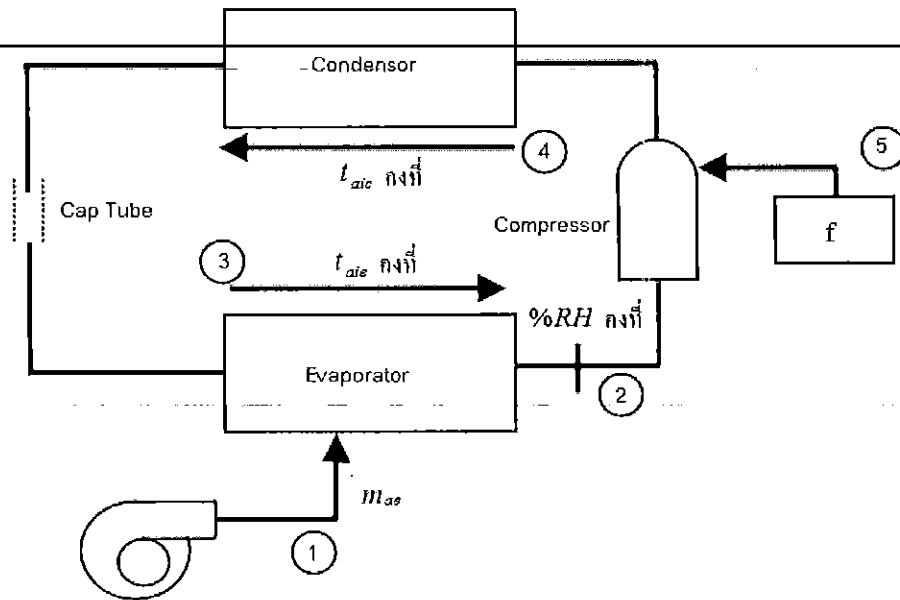 Condensor
4
5
t_aic คงที่
Cap Tube
Compressor
f
3
t_aie คงที่
%RH คงที่
Evaporator
2
m_ae
1